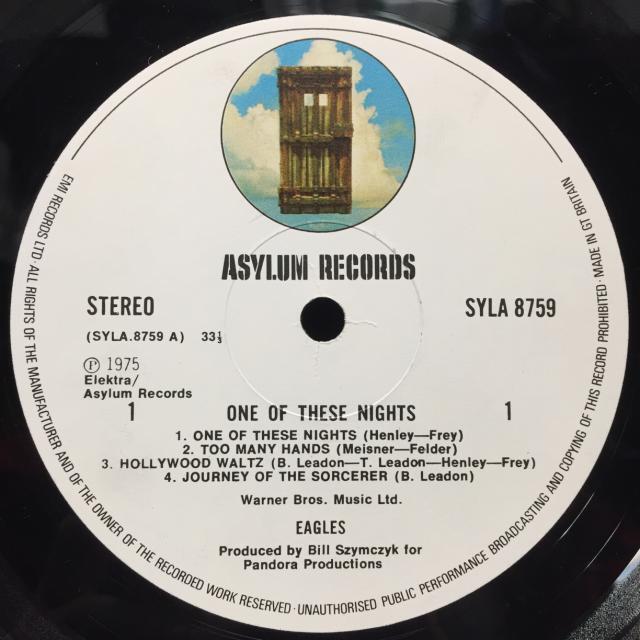 ASYLUM RECORDS
STEREO
SYLA 8759
(SYLA.8759 A) 33⅓
Ⓟ 1975
Elektra/
Asylum Records
1 ONE OF THESE NIGHTS 1
1. ONE OF THESE NIGHTS (Henley—Frey)
2. TOO MANY HANDS (Meisner—Felder)
3. HOLLYWOOD WALTZ (B. Leadon—T. Leadon—Henley—Frey)
4. JOURNEY OF THE SORCERER (B. Leadon)
Warner Bros. Music Ltd.
EAGLES
Produced by Bill Szymczyk for
Pandora Productions
EMI RECORDS LTD · ALL RIGHTS OF THE MANUFACTURER AND OF THE OWNER OF THE RECORDED WORK RESERVED · UNAUTHORISED PUBLIC PERFORMANCE BROADCASTING AND COPYING OF THIS RECORD PROHIBITED · MADE IN GT BRITAIN